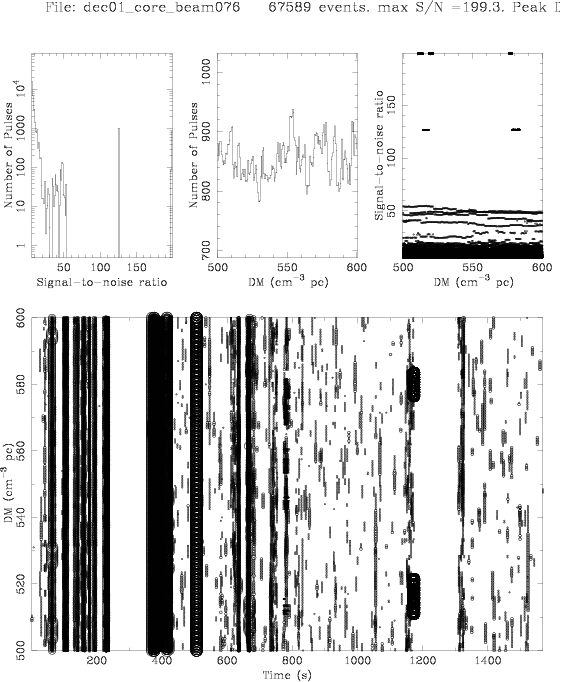 File: dec01_core_beam076 67589 events. max S/N =199.3. Peak D
Number of Pulses
10⁴
1000
100
10
1
50 100 150
Signal-to-noise ratio
Number of Pulses
1000
900
800
700
500 550 600
DM (cm⁻³ pc)
Signal-to-noise ratio
150
100
50
500 550 600
DM (cm⁻³ pc)
DM (cm⁻³ pc)
600
580
560
540
520
500
200 400 600 800 1000 1200 1400
Time (s)